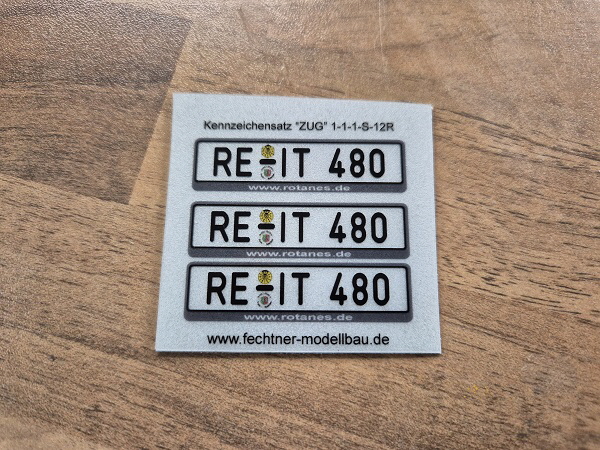 Kennzeichensatz "ZUG" 1-1-1-S-12R
RE-IT 480
www.rotanes.de
RE-IT 480
www.rotanes.de
RE-IT 480
www.rotanes.de
www.fechtner-modellbau.de